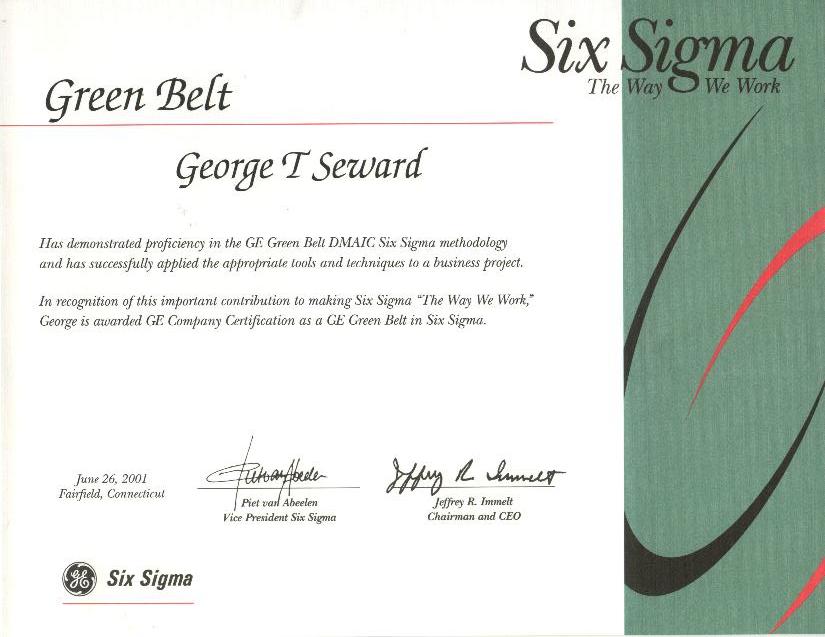 Six Sigma
The Way We Work
Green Belt
George T Seward
Has demonstrated proficiency in the GE Green Belt DMAIC Six Sigma methodology
and has successfully applied the appropriate tools and techniques to a business project.
In recognition of this important contribution to making Six Sigma "The Way We Work,"
George is awarded GE Company Certification as a GE Green Belt in Six Sigma.
June 26, 2001
Fairfield, Connecticut
Piet van Abeelen
Vice President Six Sigma
Jeffrey R. Immelt
Jeffrey R. Immelt
Chairman and CEO
GE Six Sigma